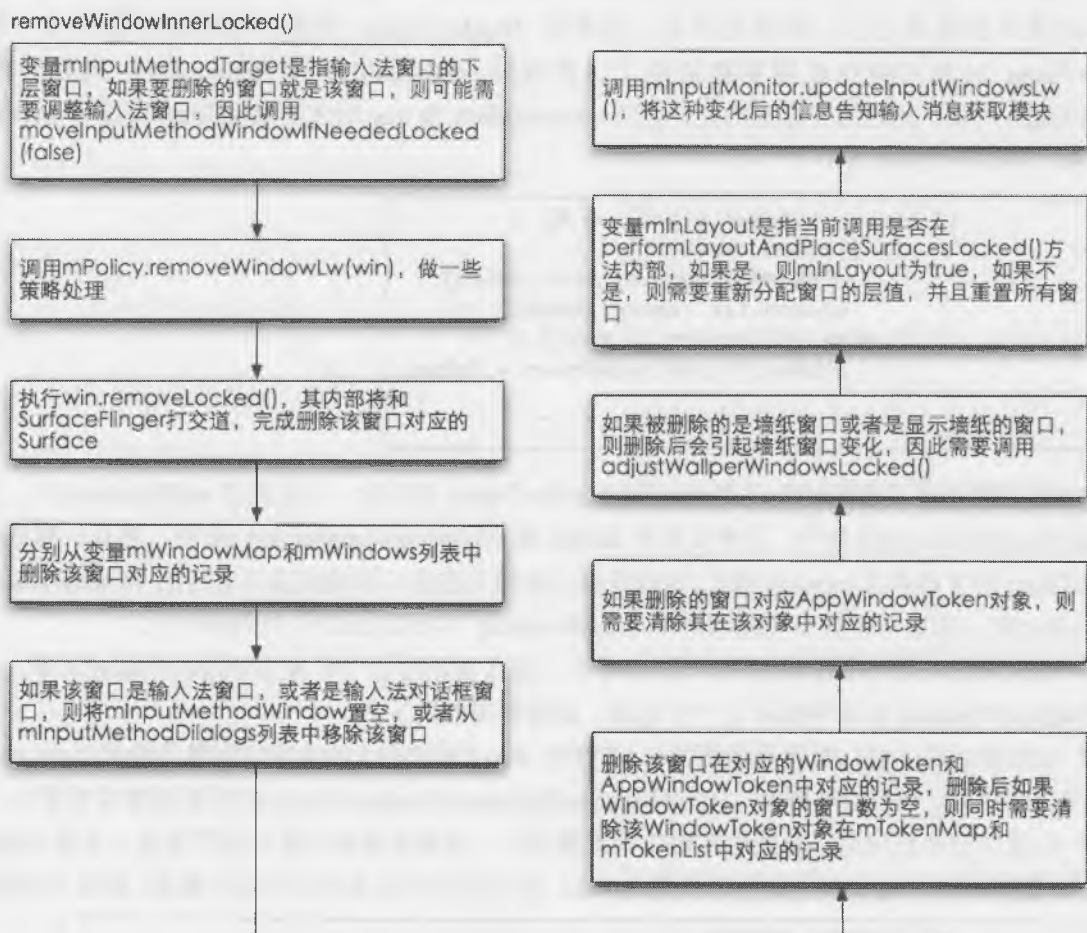 removeWindowInnerLocked()
变量mInputMethodTarget是指输入法窗口的下
层窗口，如果要删除的窗口就是该窗口，则可能需
要调整输入法窗口，因此调用
moveInputMethodWindowIfNeededLocked
(false)
调用mPolicy.removeWindowLw(win)，做一些
策略处理
执行win.removeLocked()，其内部将和
SurfaceFlinger打交道，完成删除该窗口对应的
Surface
分别从变量mWindowMap和mWindows列表中
删除该窗口对应的记录
如果该窗口是输入法窗口，或者是输入法对话框窗
口，则将mInputMethodWindow置空，或者从
mInputMethodDilalogs列表中移除该窗口
调用mInputMonitor.updateInputWindowsLw
()，将这种变化后的信息告知输入消息获取模块
变量mInLayout是指当前调用是否在
performLayoutAndPlaceSurfacesLocked()方
法内部，如果是，则mInLayout为true，如果不
是，则需要重新分配窗口的层值，并且重置所有窗
口
如果被删除的是墙纸窗口或者是显示墙纸的窗口，
则删除后会引起墙纸窗口变化，因此需要调用
adjustWallperWindowsLocked()
如果删除的窗口对应AppWindowToken对象，则
需要清除其在该对象中对应的记录
删除该窗口在对应的WindowToken和
AppWindowToken中对应的记录，删除后如果
WindowToken对象的窗口数为空，则同时需要清
除该WindowToken对象在mTokenMap和
mTokenList中对应的记录